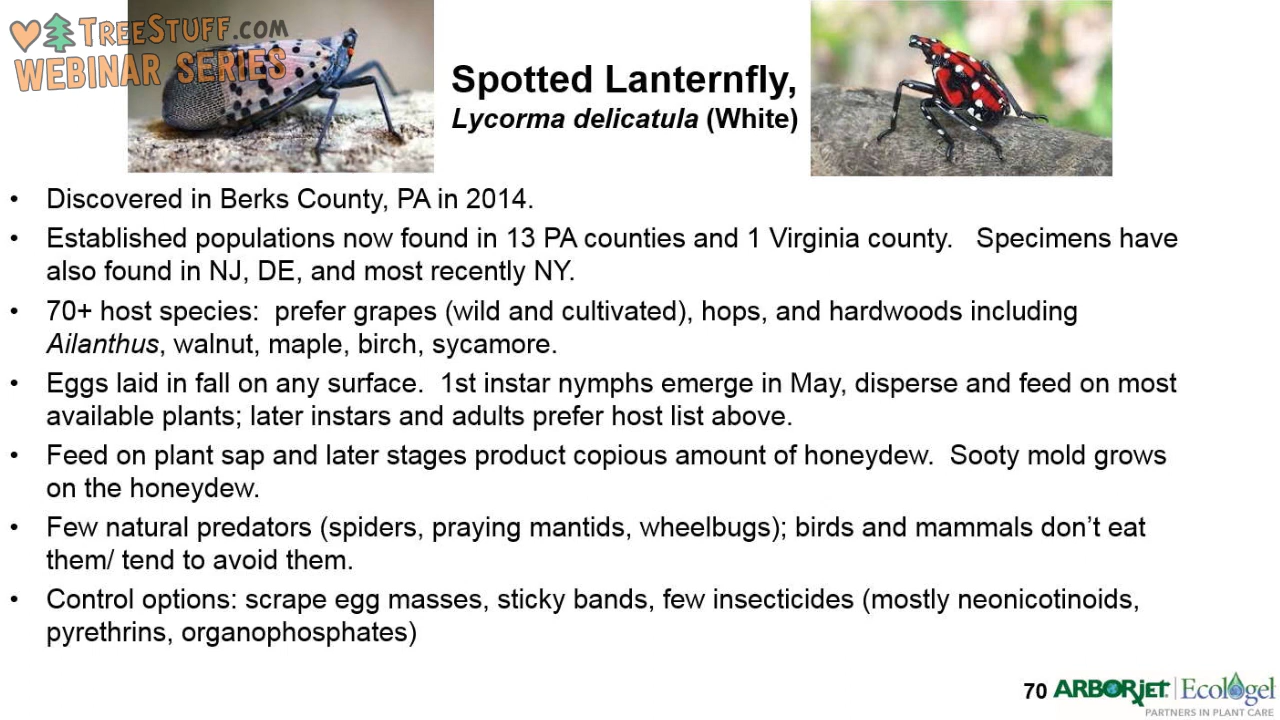 TREESTUFF.COM
WEBINAR SERIES
Spotted Lanternfly,
Lycorma delicatula (White)
• Discovered in Berks County, PA in 2014.
• Established populations now found in 13 PA counties and 1 Virginia county. Specimens have
also found in NJ, DE, and most recently NY.
• 70+ host species: prefer grapes (wild and cultivated), hops, and hardwoods including
Ailanthus, walnut, maple, birch, sycamore.
• Eggs laid in fall on any surface. 1st instar nymphs emerge in May, disperse and feed on most
available plants; later instars and adults prefer host list above.
• Feed on plant sap and later stages product copious amount of honeydew. Sooty mold grows
on the honeydew.
• Few natural predators (spiders, praying mantids, wheelbugs); birds and mammals don’t eat
them/ tend to avoid them.
• Control options: scrape egg masses, sticky bands, few insecticides (mostly neonicotinoids,
pyrethrins, organophosphates)
70 ARBORJET | Ecologel
PARTNERS IN PLANT CARE